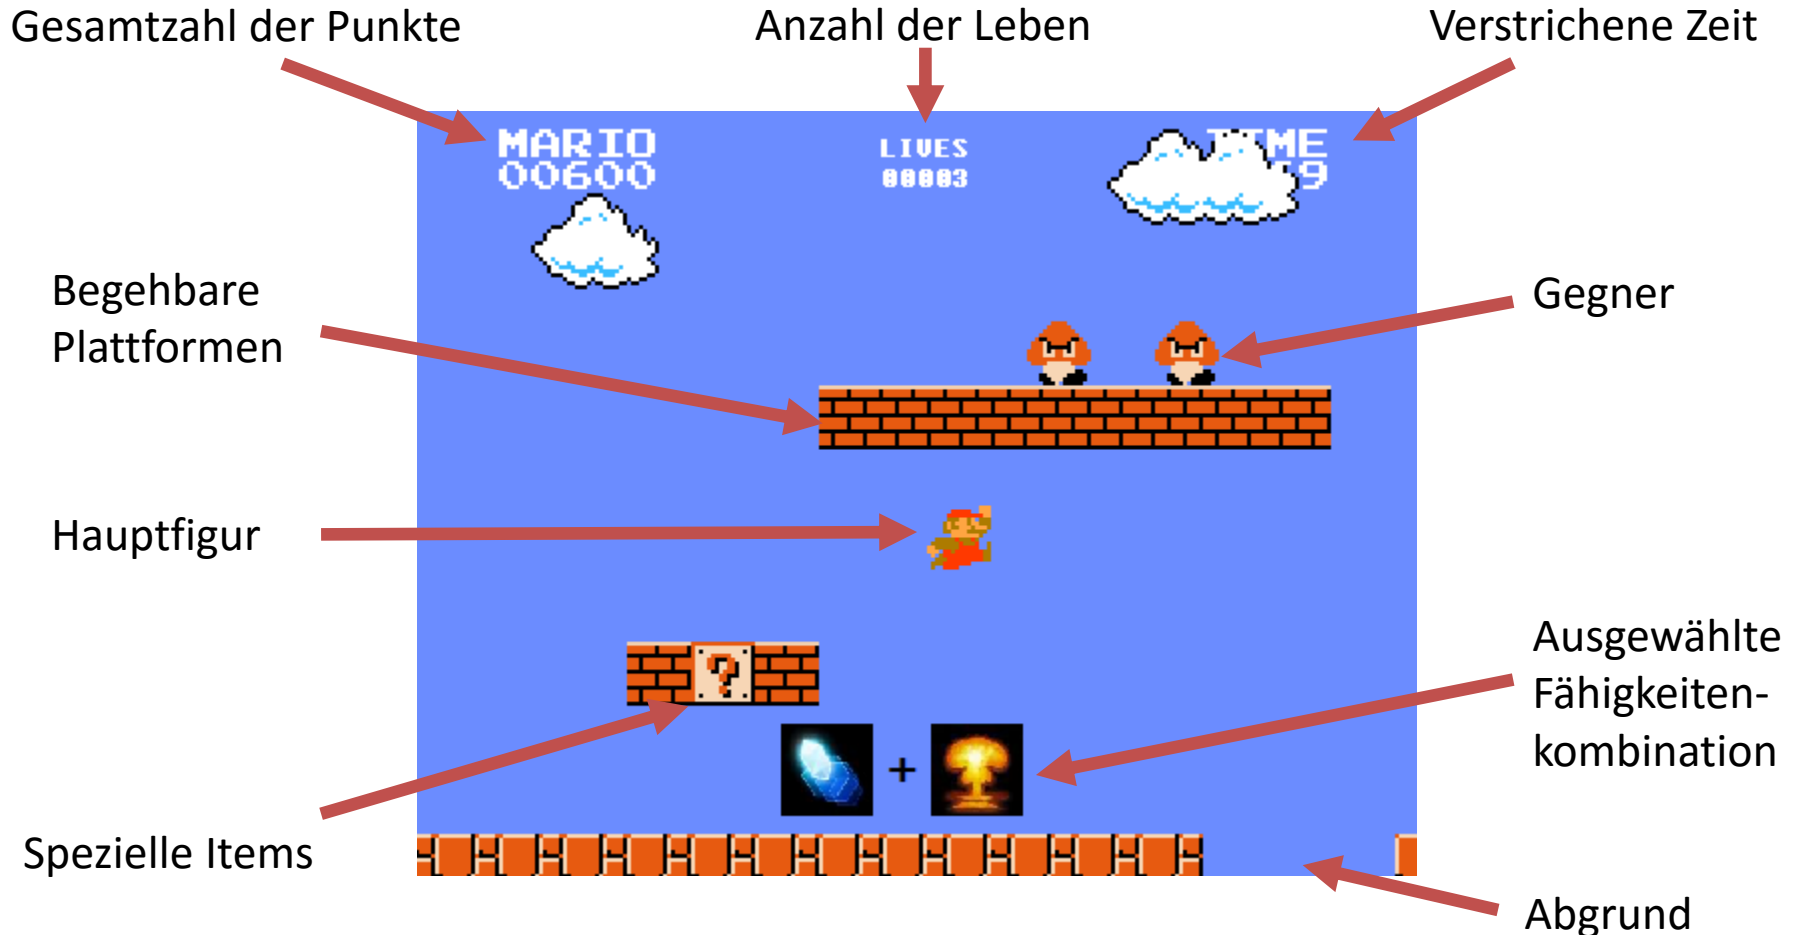 Gesamtzahl der Punkte
Anzahl der Leben
Verstrichene Zeit
MARIO
00600
LIVES
00003
Begehbare
Plattformen
Gegner
Hauptfigur
?
Ausgewählte
Fähigkeiten-
kombination
+
Spezielle Items
Abgrund